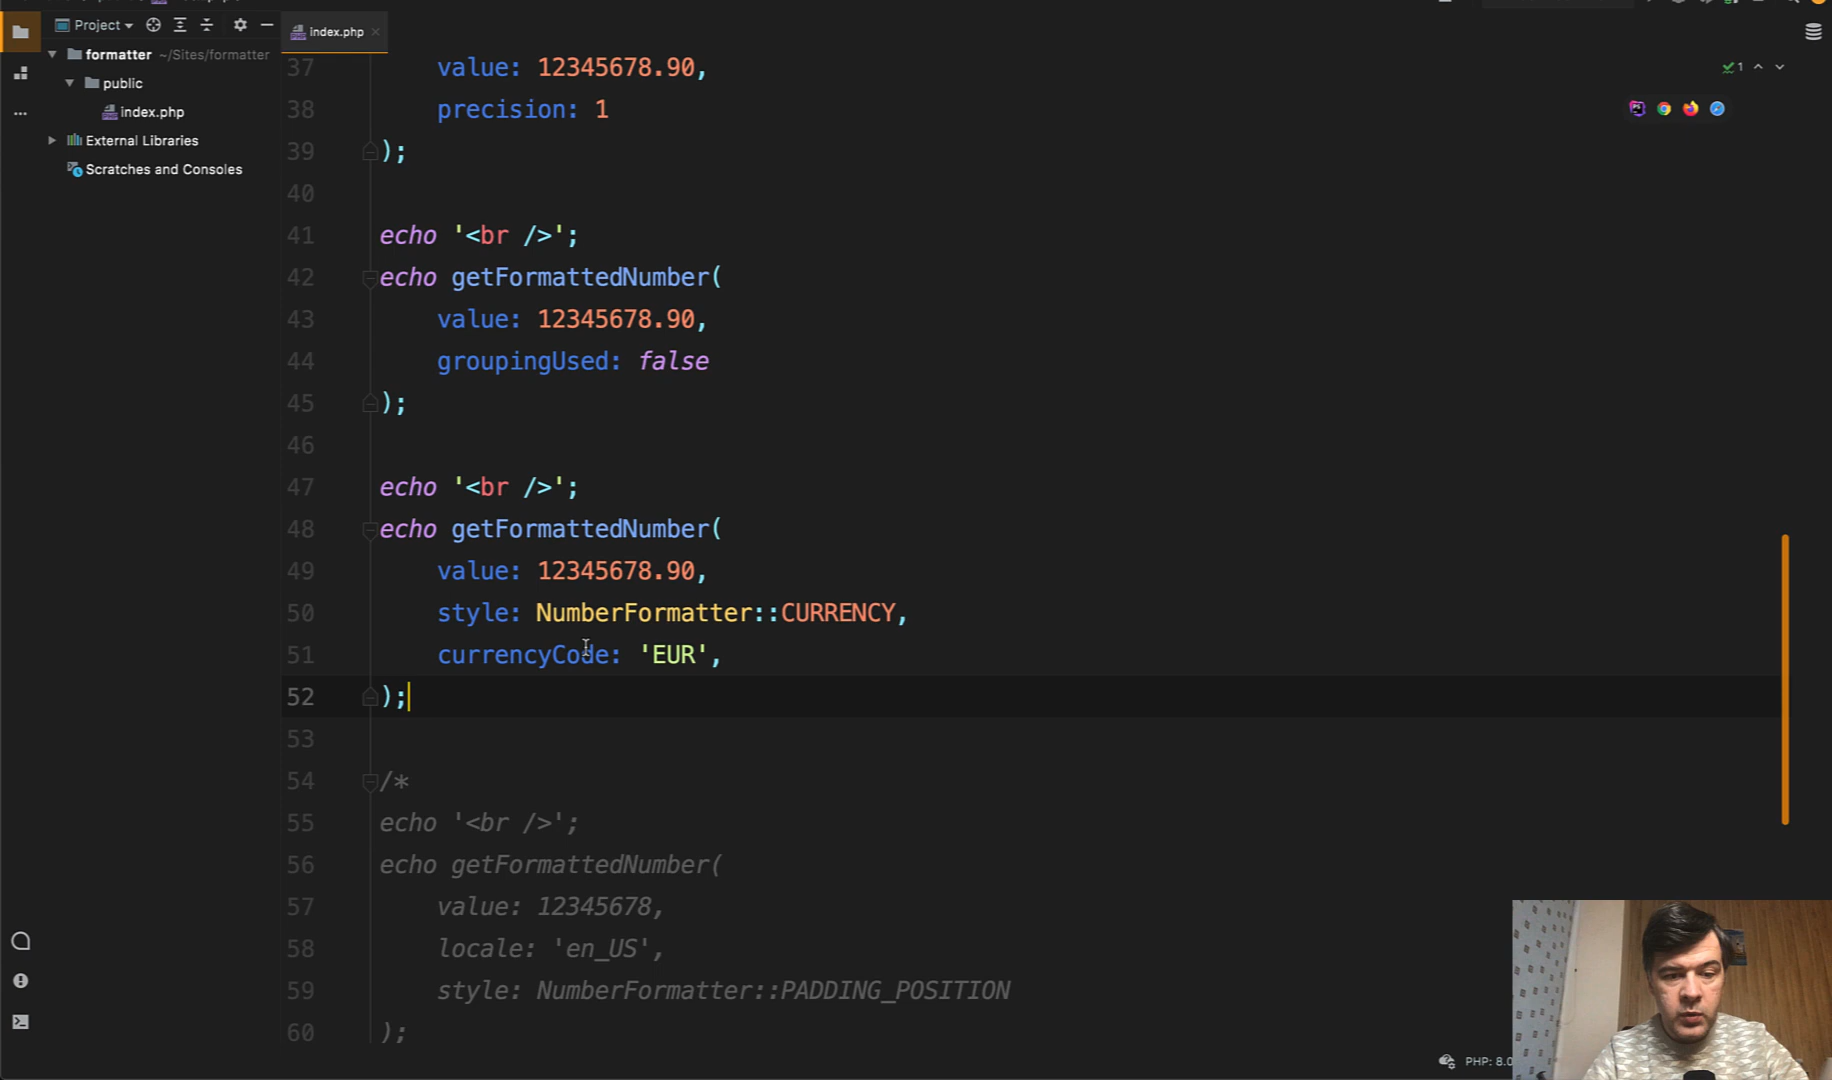 Project
index.php
formatter ~/Sites/formatter
public
index.php
External Libraries
Scratches and Consoles
1
37 value: 12345678.90,
38 precision: 1
39 );
40
41 echo '<br />';
42 echo getFormattedNumber(
43 value: 12345678.90,
44 groupingUsed: false
45 );
46
47 echo '<br />';
48 echo getFormattedNumber(
49 value: 12345678.90,
50 style: NumberFormatter::CURRENCY,
51 currencyCode: 'EUR',
52 );
53
54 /*
55 echo '<br />';
56 echo getFormattedNumber(
57 value: 12345678,
58 locale: 'en_US',
59 style: NumberFormatter::PADDING_POSITION
60 );
PHP: 8.0